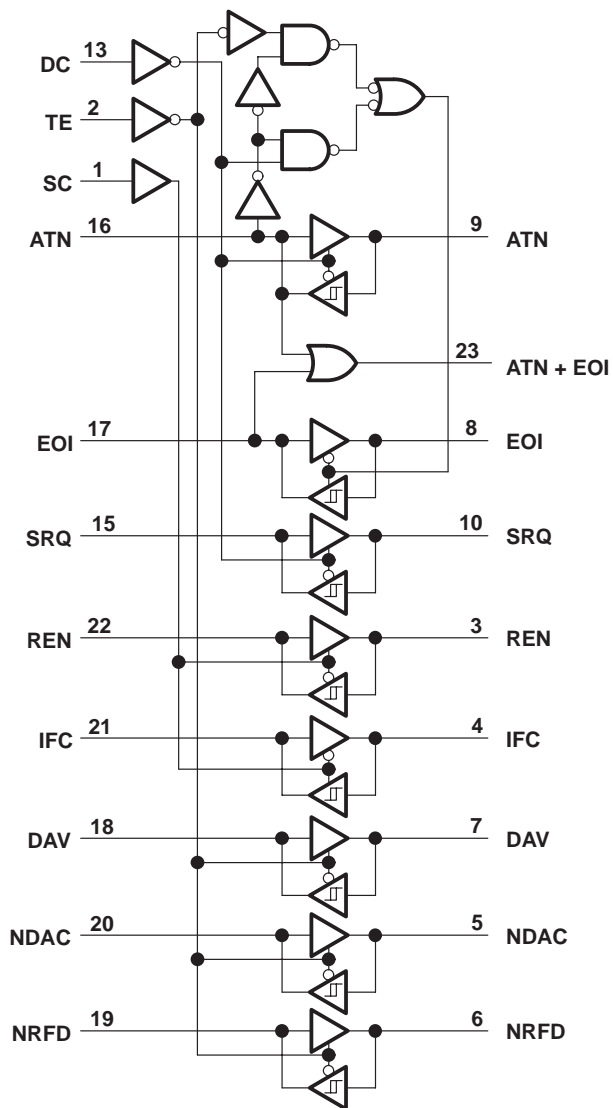 DC 13
TE 2
SC 1
ATN 16
9 ATN
23 ATN + EOI
EOI 17
8 EOI
SRQ 15
10 SRQ
REN 22
3 REN
IFC 21
4 IFC
DAV 18
7 DAV
NDAC 20
5 NDAC
NRFD 19
6 NRFD